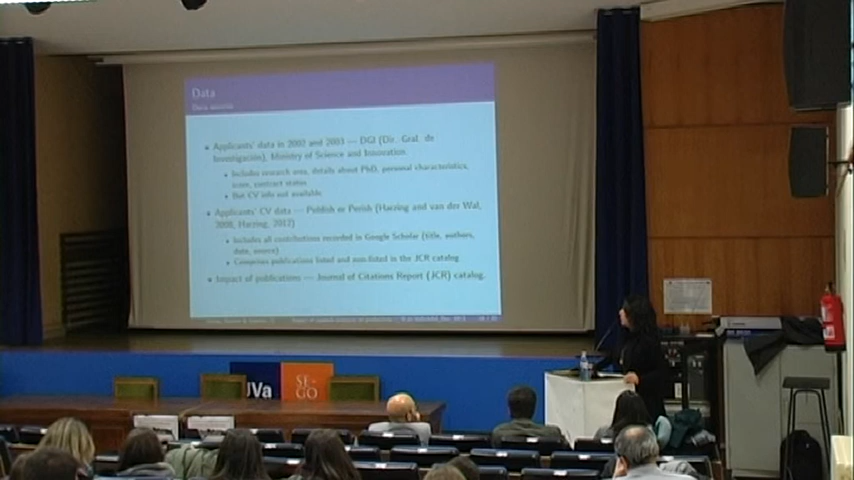 Data
Data sources
Applicants' data in 2002 and 2003 — DGI (Dir. Gral. de
Investigación), Ministry of Science and Innovation
Includes research area, details about PhD, personal characteristics,
score, contract status
But CV info not available
Applicants' CV data — Publish or Perish (Harzing and van der Wal,
2008, Harzing, 2012)
Includes all contributions recorded in Google Scholar (title, authors,
date, source)
Comprises publications listed and non-listed in the JCR catalog
Impact of publications — Journal of Citations Report (JCR) catalog.
UVa
SE-
GO